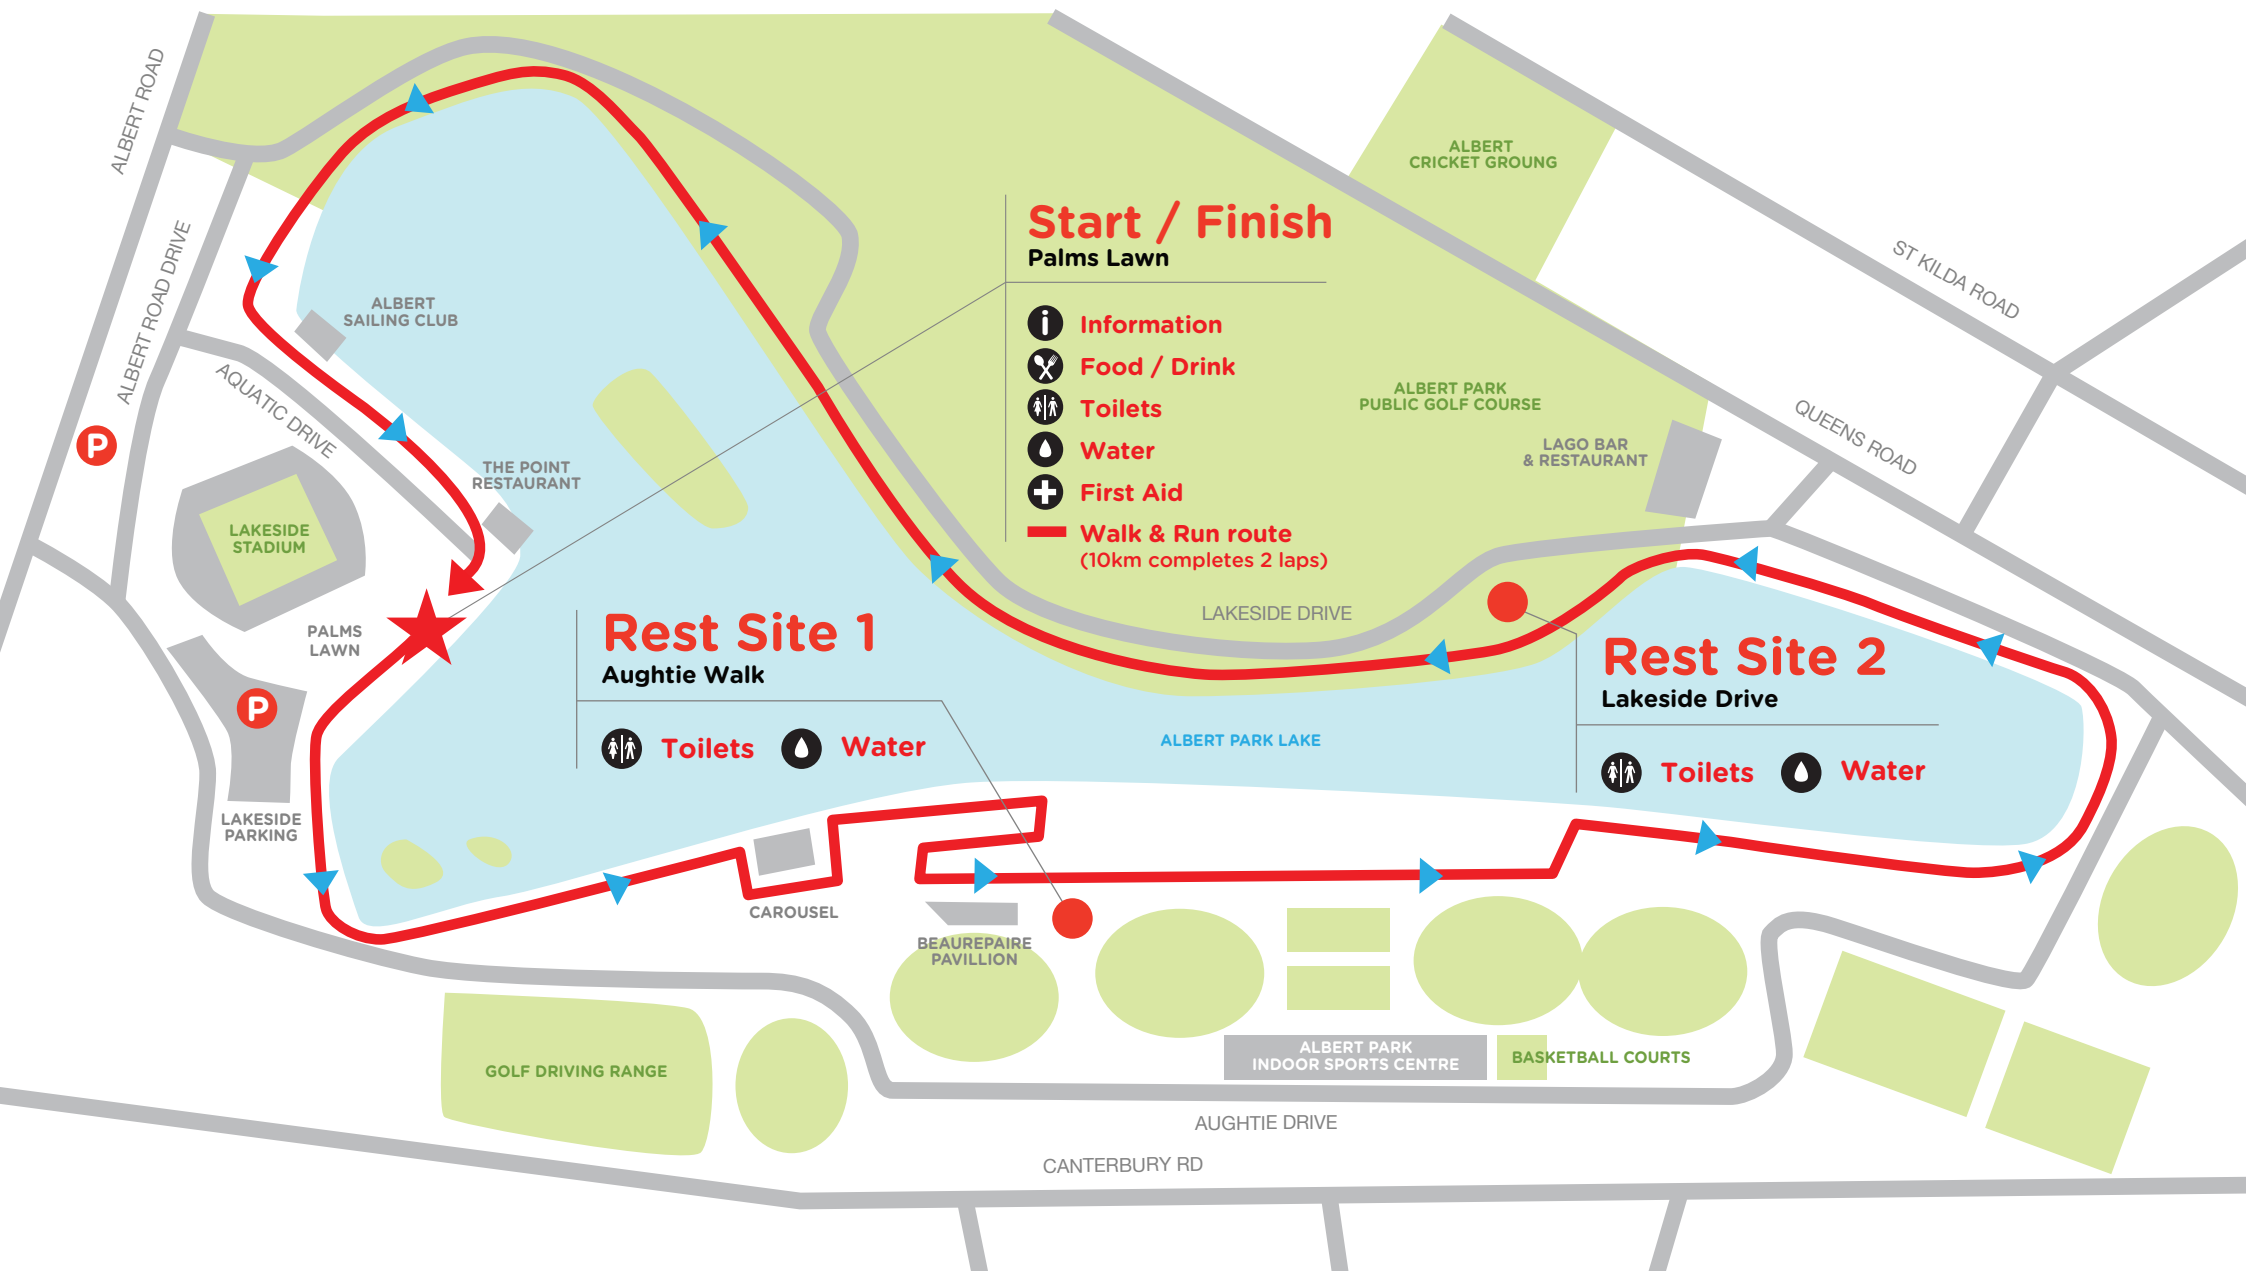 ALBERT ROAD
ALBERT ROAD DRIVE
AQUATIC DRIVE
P
ALBERT
SAILING CLUB
THE POINT
RESTAURANT
LAKESIDE
STADIUM
PALMS
LAWN
P
LAKESIDE
PARKING
Start / Finish
Palms Lawn
i Information
Food / Drink
Toilets
Water
First Aid
Walk & Run route
(10km completes 2 laps)
ALBERT
CRICKET GROUNG
ST KILDA ROAD
QUEENS ROAD
ALBERT PARK
PUBLIC GOLF COURSE
LAGO BAR
& RESTAURANT
LAKESIDE DRIVE
Rest Site 1
Aughtie Walk
Toilets Water
Rest Site 2
Lakeside Drive
Toilets Water
ALBERT PARK LAKE
CAROUSEL
BEAUREPAIRE
PAVILLION
GOLF DRIVING RANGE
ALBERT PARK
INDOOR SPORTS CENTRE
BASKETBALL COURTS
AUGHTIE DRIVE
CANTERBURY RD